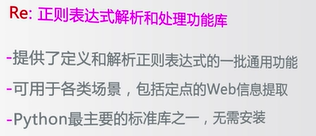 Re: 正则表达式解析和处理功能库
-提供了定义和解析正则表达式的一批通用功能
-可用于各类场景，包括定点的Web信息提取
-Python最主要的标准库之一，无需安装